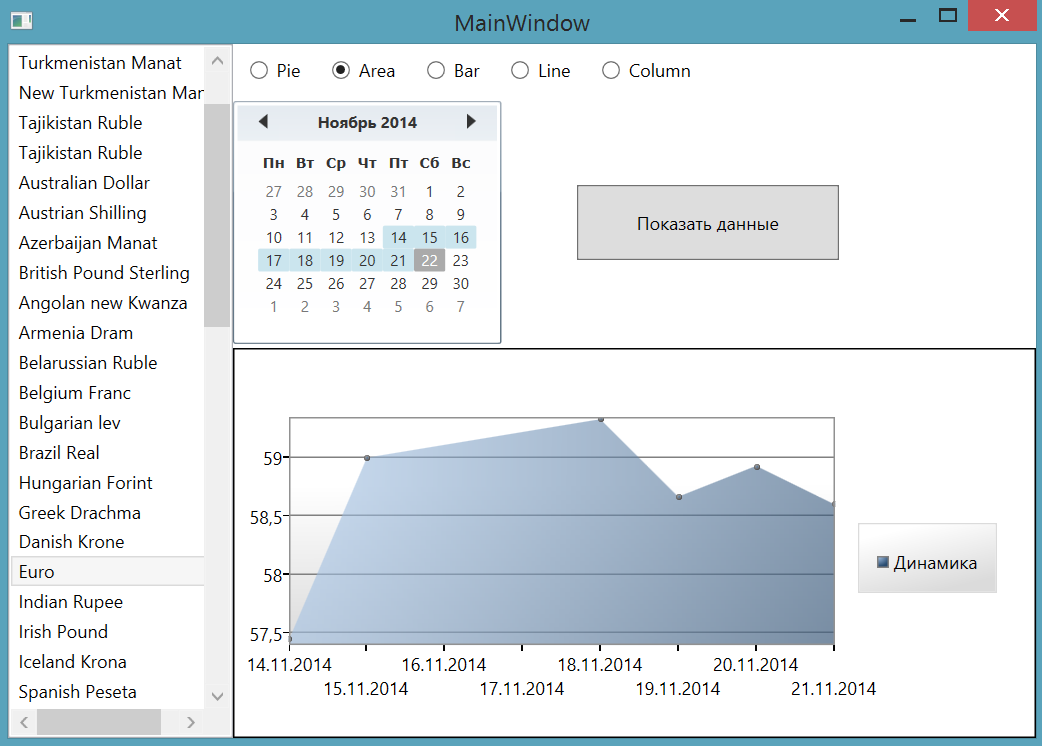 MainWindow
Turkmenistan Manat
New Turkmenistan Mar
Tajikistan Ruble
Tajikistan Ruble
Australian Dollar
Austrian Shilling
Azerbaijan Manat
British Pound Sterling
Angolan new Kwanza
Armenia Dram
Belarussian Ruble
Belgium Franc
Bulgarian lev
Brazil Real
Hungarian Forint
Greek Drachma
Danish Krone
Euro
Indian Rupee
Irish Pound
Iceland Krona
Spanish Peseta
Pie Area Bar Line Column
Ноябрь 2014
Пн Вт Ср Чт Пт Сб Вс
27 28 29 30 31 1 2
3 4 5 6 7 8 9
10 11 12 13 14 15 16
17 18 19 20 21 22 23
24 25 26 27 28 29 30
1 2 3 4 5 6 7
Показать данные
59
58,5
58
57,5
14.11.2014 16.11.2014 18.11.2014 20.11.2014
15.11.2014 17.11.2014 19.11.2014 21.11.2014
Динамика